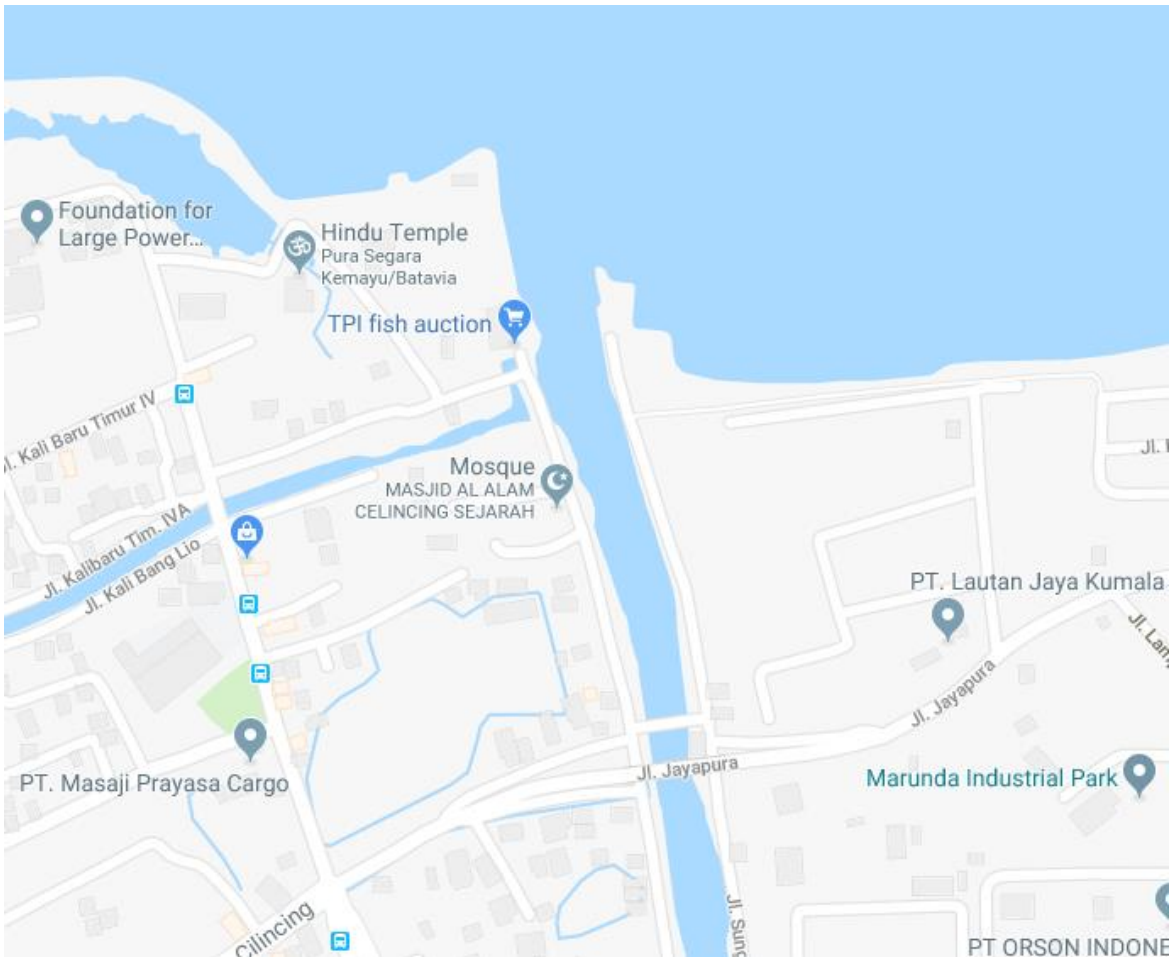 Foundation for
Large Power...
Hindu Temple
Pura Segara
Kemayu/Batavia
TPI fish auction
Jl. Kali Baru Timur IV
Mosque
MASJID AL ALAM
CELINCING SEJARAH
Jl. Kalibaru Tim. IVA
Jl. Kali Bang Lio
PT. Lautan Jaya Kumala
Jl. Jayapura
PT. Masaji Prayasa Cargo
Jl. Jayapura
Marunda Industrial Park
Cilincing
PT ORSON INDONE